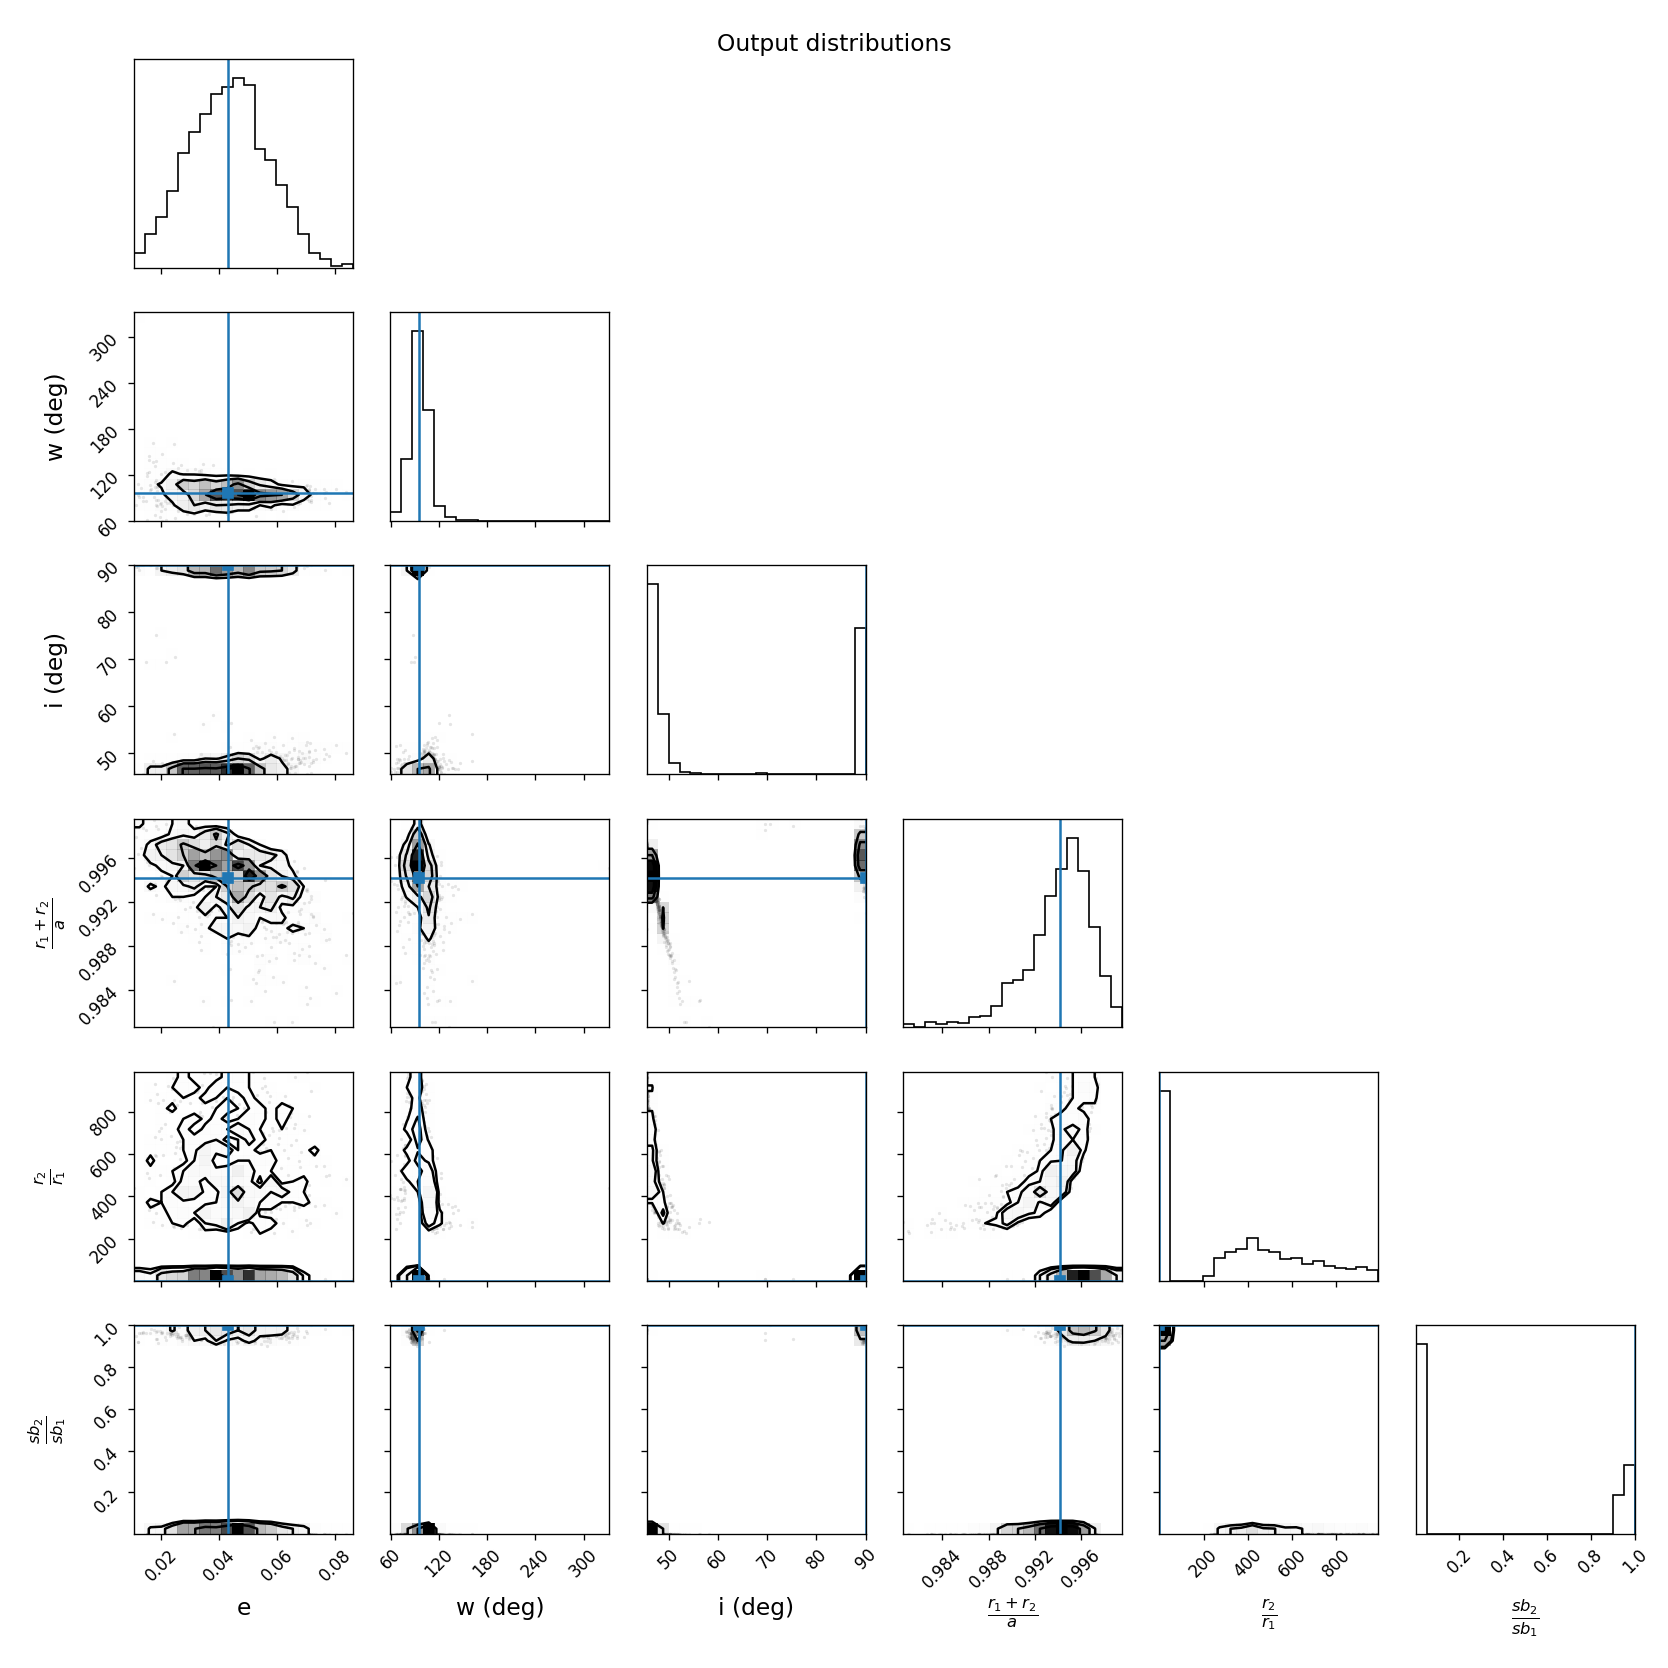 Output distributions
300
240
180
120
60
w (deg)
90
80
70
60
50
i (deg)
0.996
0.992
0.988
0.984
r1 + r2
a
800
600
400
200
r2
r1
1.0
0.8
0.6
0.4
0.2
sb2
sb1
0.02 0.04 0.06 0.08
60 120 180 240 300
50 60 70 80 90
0.984 0.988 0.992 0.996
200 400 600 800
0.2 0.4 0.6 0.8 1.0
e
w (deg)
i (deg)
r1 + r2
a
r2
r1
sb2
sb1